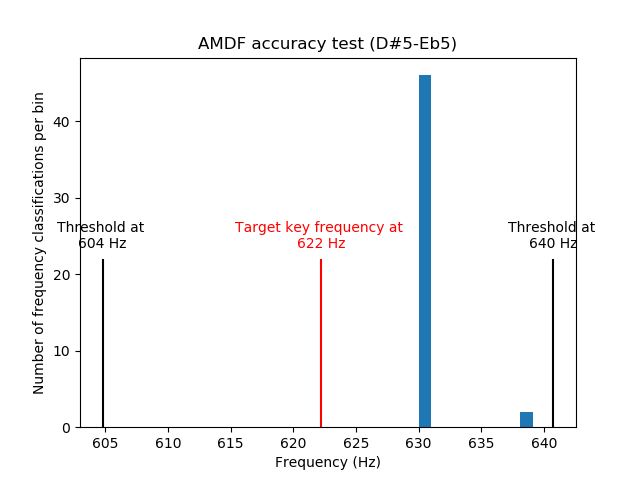 AMDF accuracy test (D#5-Eb5)
Number of frequency classifications per bin
40
30
20
10
0
Threshold at
604 Hz
Target key frequency at
622 Hz
Threshold at
640 Hz
605 610 615 620 625 630 635 640
Frequency (Hz)